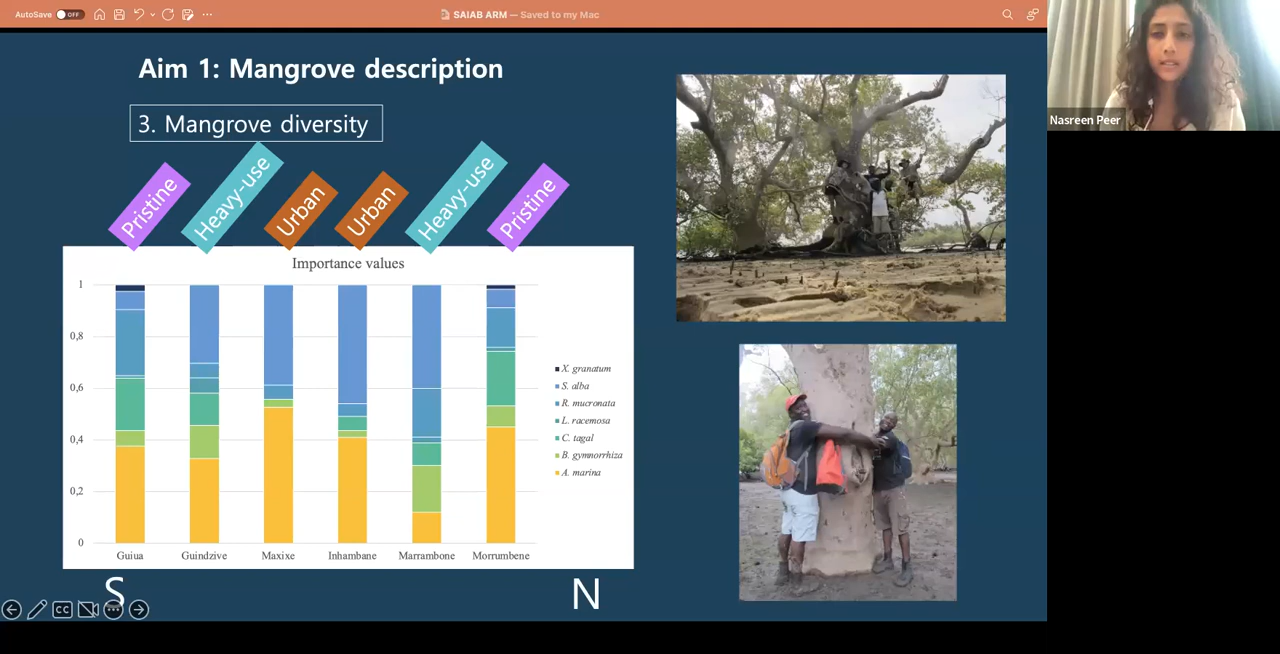 AutoSave OFF
SAIAB ARM — Saved to my Mac
Nasreen Peer
Aim 1: Mangrove description
3. Mangrove diversity
Pristine
Heavy-use
Urban
Urban
Heavy-use
Pristine
Importance values
1
0,8
0,6
0,4
0,2
0
X. granatum
S. alba
R. mucronata
L. racemosa
C. tagal
B. gymnorrhiza
A. marina
Guiua Guindzive Maxixe Inhambane Marrambone Morrumbene
S N
CC